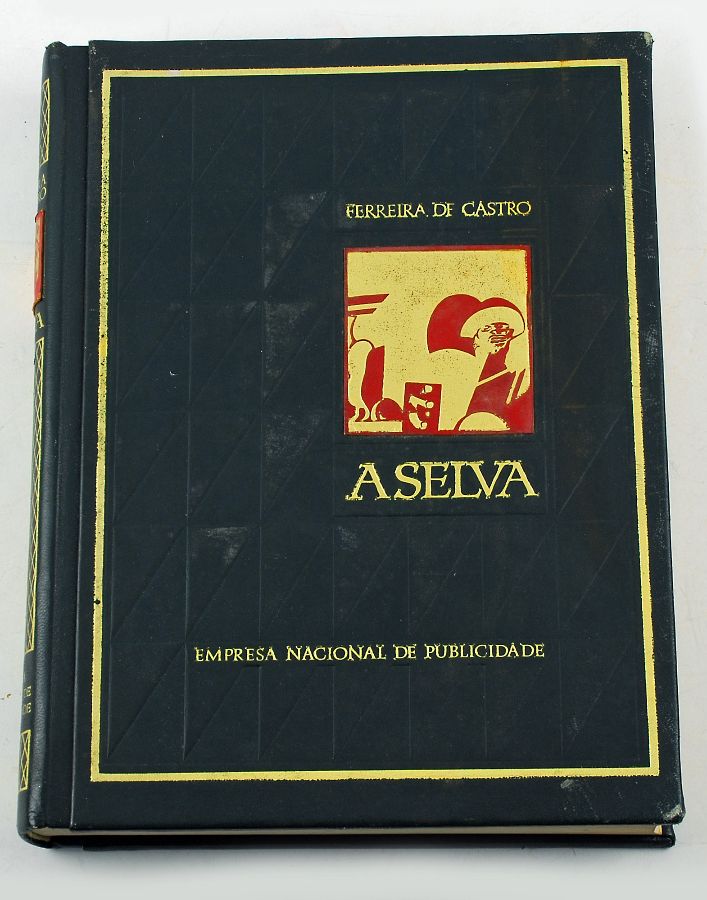 FERREIRA DE CASTRO
A SELVA
EMPRESA NACIONAL DE PUBLICIDADE